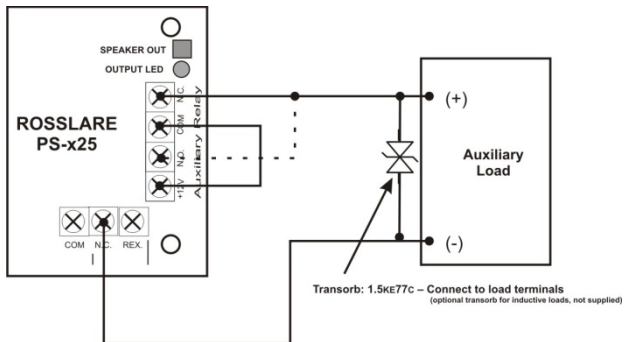 SPEAKER OUT
OUTPUT LED
ROSSLARE
PS-x25
N.C.
COM
N.O.
+12V
Auxiliary Relay
COM
N.C.
REX.
(+)
Auxiliary
Load
(-)
Transorb: 1.5KE77C – Connect to load terminals
(optional transorb for inductive loads, not supplied)